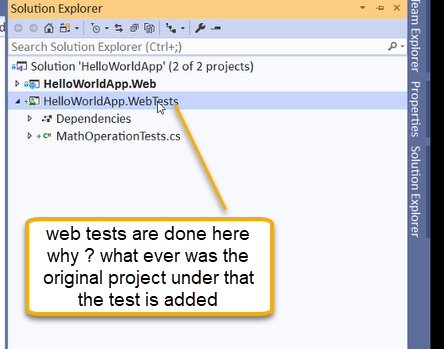 Solution Explorer
Search Solution Explorer (Ctrl+;)
Solution 'HelloWorldApp' (2 of 2 projects)
HelloWorldApp.Web
HelloWorldApp.WebTests
Dependencies
C# MathOperationTests.cs
web tests are done here
why ? what ever was the
original project under that
the test is added
Team Explorer
Properties
Solution Explorer